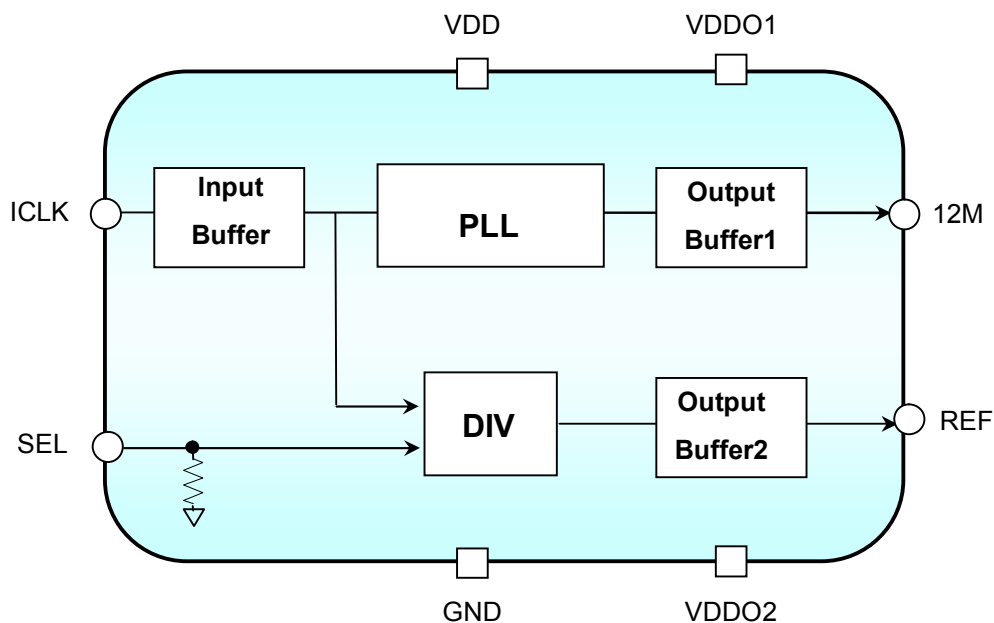 VDD
VDDO1
ICLK
Input
Buffer
PLL
Output
Buffer1
12M
SEL
DIV
Output
Buffer2
REF
GND
VDDO2